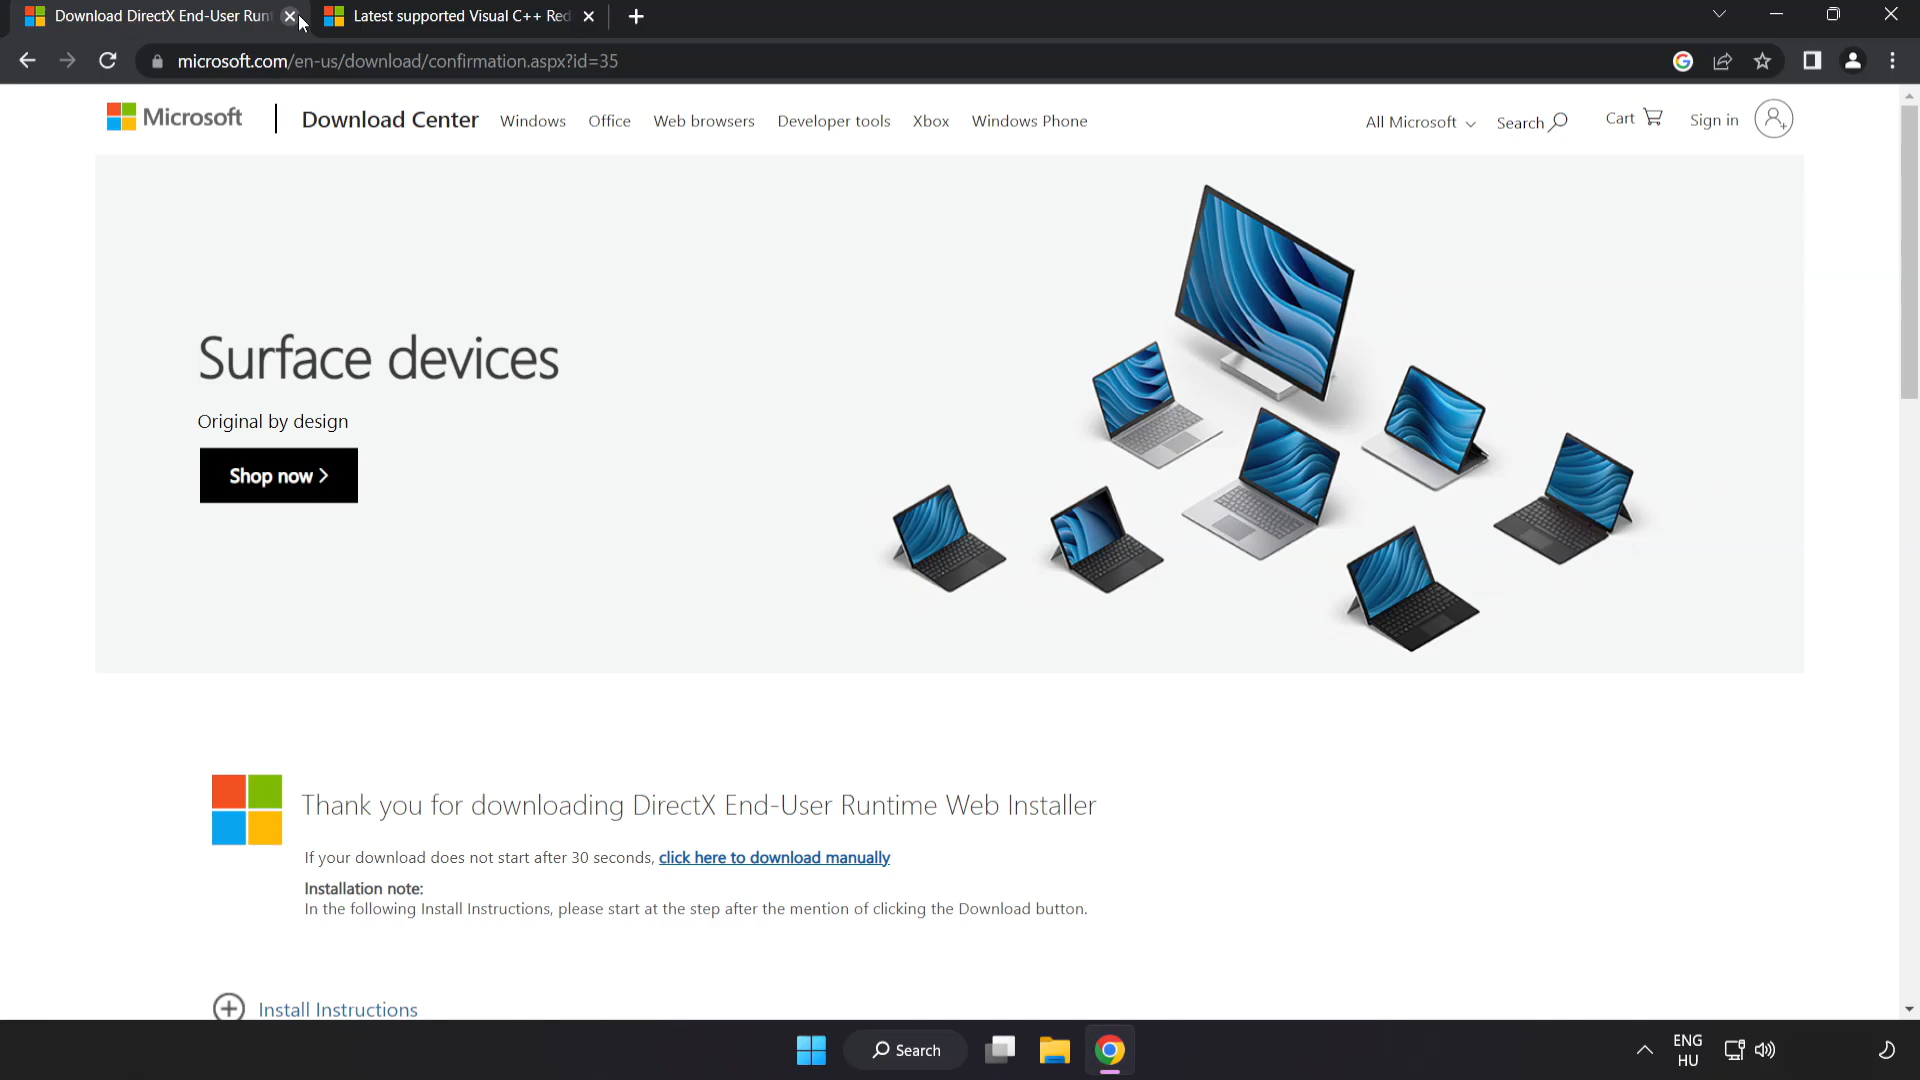 Download DirectX End-User Runt
Latest supported Visual C++ Red
microsoft.com/en-us/download/confirmation.aspx?id=35
Microsoft
Download Center
Windows
Office
Web browsers
Developer tools
Xbox
Windows Phone
All Microsoft
Search
Cart
Sign in
Surface devices
Original by design
Shop now
Thank you for downloading DirectX End-User Runtime Web Installer
If your download does not start after 30 seconds, click here to download manually
Installation note:
In the following Install Instructions, please start at the step after the mention of clicking the Download button.
Install Instructions
Search
ENG
HU